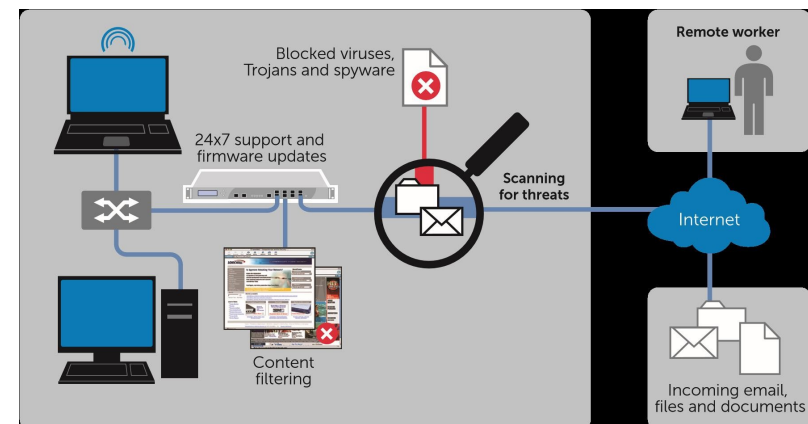 Blocked viruses,
Trojans and spyware
Remote worker
24x7 support and
firmware updates
Scanning
for threats
Internet
Content
filtering
Incoming email,
files and documents